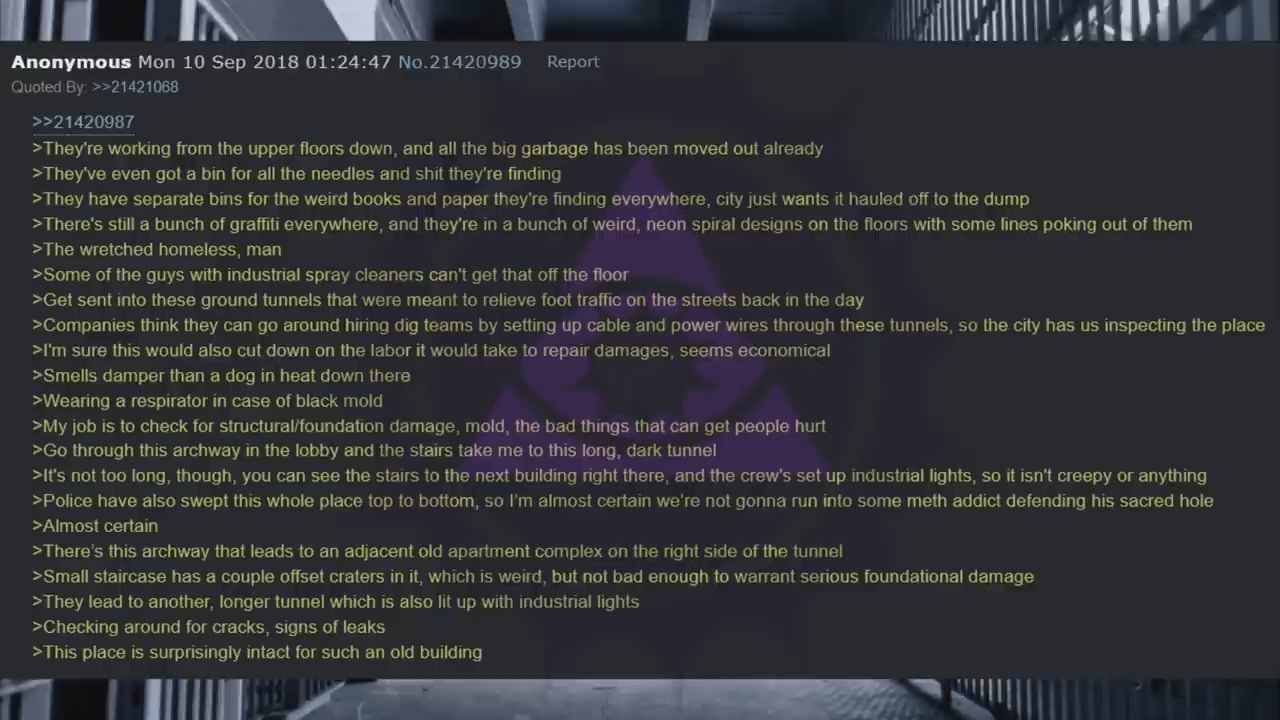 Anonymous Mon 10 Sep 2018 01:24:47 No.21420989 Report
Quoted By: >>21421068
>>21420987
>They're working from the upper floors down, and all the big garbage has been moved out already
>They've even got a bin for all the needles and shit they're finding
>They have separate bins for the weird books and paper they're finding everywhere, city just wants it hauled off to the dump
>There's still a bunch of graffiti everywhere, and they're in a bunch of weird, neon spiral designs on the floors with some lines poking out of them
>The wretched homeless, man
>Some of the guys with industrial spray cleaners can't get that off the floor
>Get sent into these ground tunnels that were meant to relieve foot traffic on the streets back in the day
>Companies think they can go around hiring dig teams by setting up cable and power wires through these tunnels, so the city has us inspecting the place
>I'm sure this would also cut down on the labor it would take to repair damages, seems economical
>Smells damper than a dog in heat down there
>Wearing a respirator in case of black mold
>My job is to check for structural/foundation damage, mold, the bad things that can get people hurt
>Go through this archway in the lobby and the stairs take me to this long, dark tunnel
>It's not too long, though, you can see the stairs to the next building right there, and the crew's set up industrial lights, so it isn't creepy or anything
>Police have also swept this whole place top to bottom, so I'm almost certain we're not gonna run into some meth addict defending his sacred hole
>Almost certain
>There's this archway that leads to an adjacent old apartment complex on the right side of the tunnel
>Small staircase has a couple offset craters in it, which is weird, but not bad enough to warrant serious foundational damage
>They lead to another, longer tunnel which is also lit up with industrial lights
>Checking around for cracks, signs of leaks
>This place is surprisingly intact for such an old building